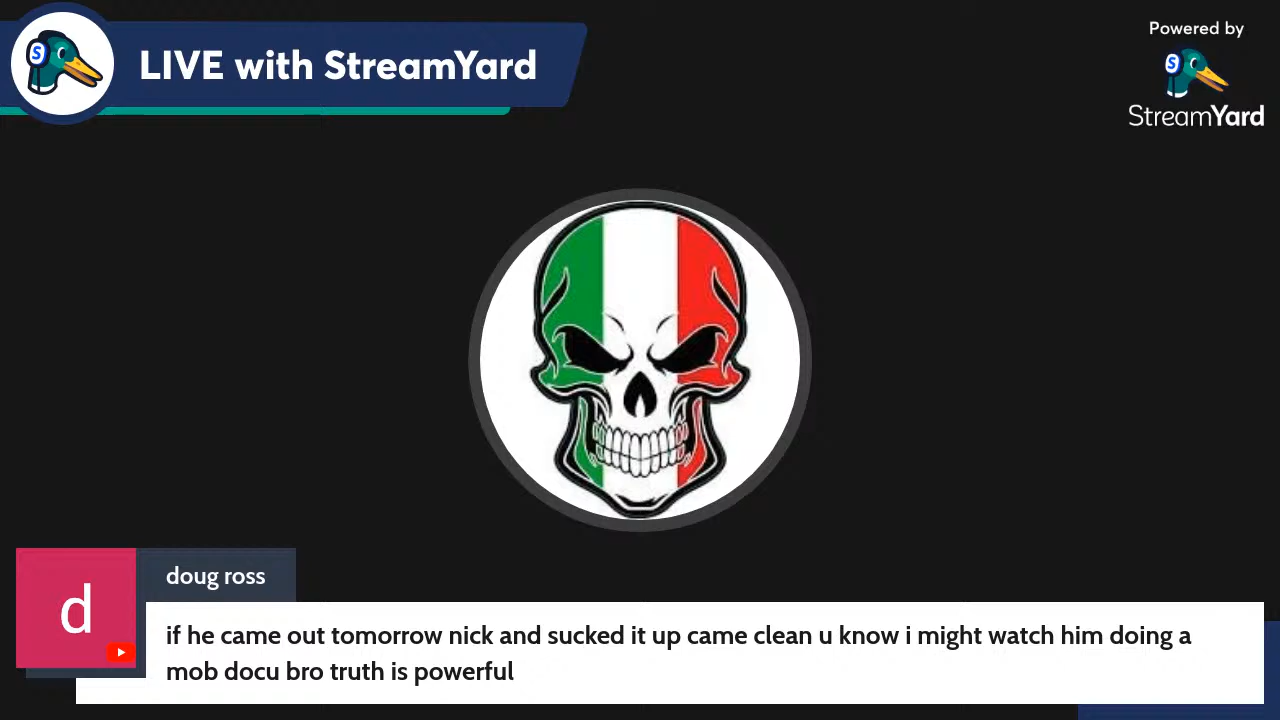 LIVE with StreamYard
Powered by
StreamYard
S
S
d
doug ross
if he came out tomorrow nick and sucked it up came clean u know i might watch him doing a
mob docu bro truth is powerful